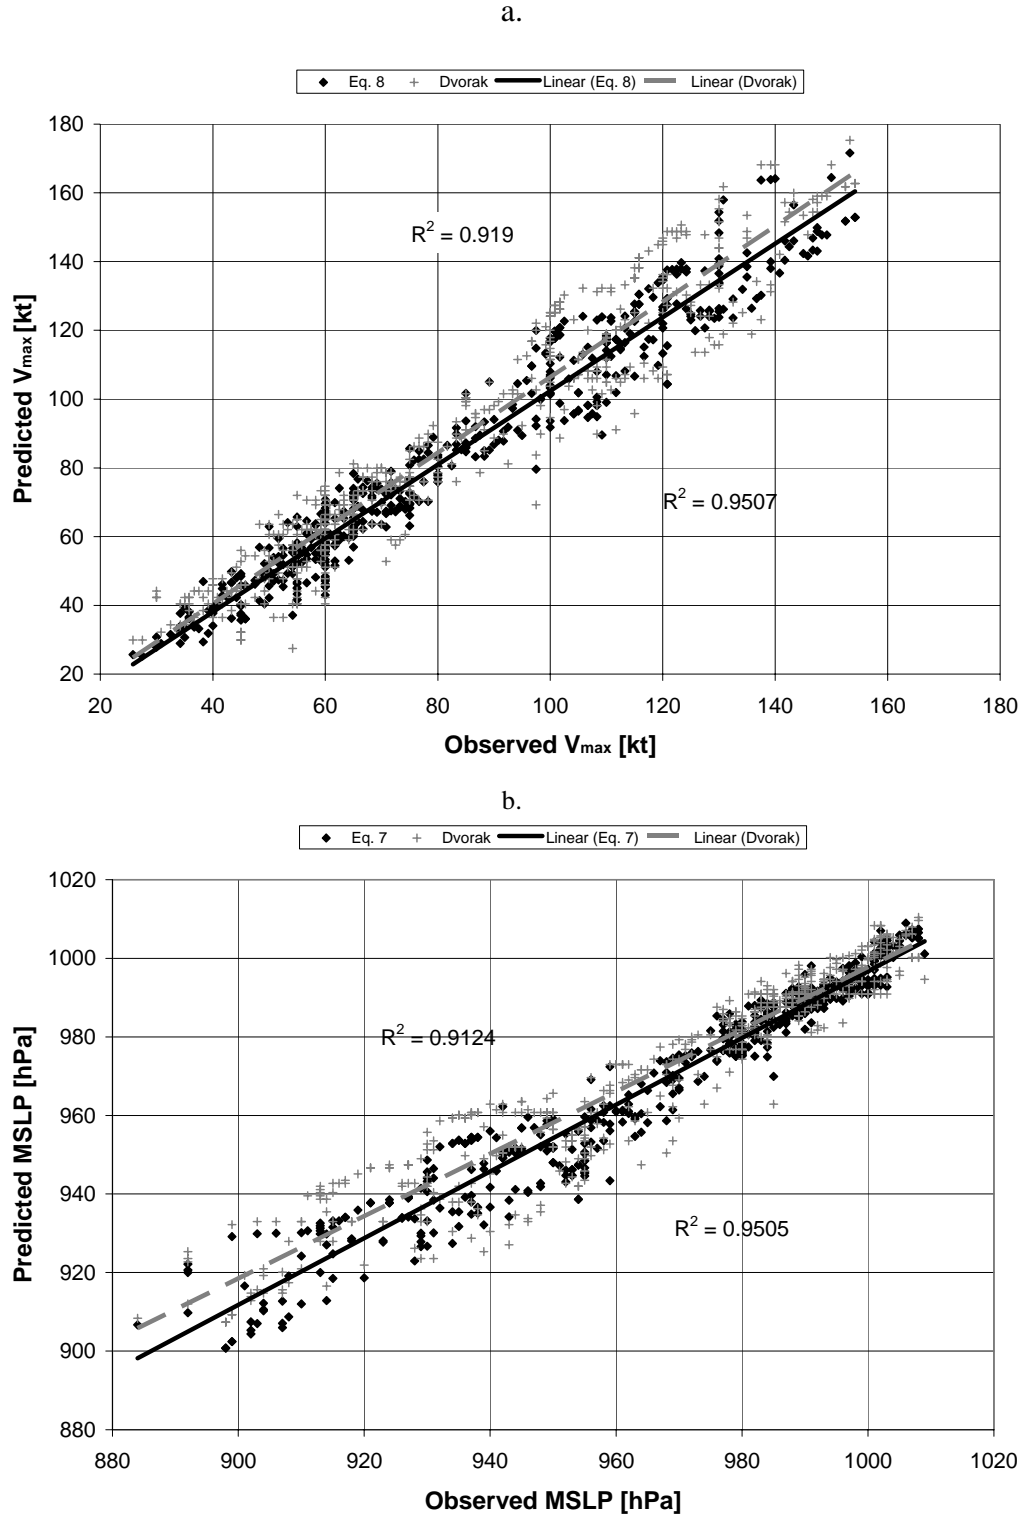 a.
Eq. 8 Dvorak Linear (Eq. 8) Linear (Dvorak)
180
160
140
120
100
80
60
40
20
Predicted Vmax [kt]
R2 = 0.919
R2 = 0.9507
20 40 60 80 100 120 140 160 180
Observed Vmax [kt]
b.
Eq. 7 Dvorak Linear (Eq. 7) Linear (Dvorak)
1020
1000
980
960
940
920
900
880
Predicted MSLP [hPa]
R2 = 0.9124
R2 = 0.9505
880 900 920 940 960 980 1000 1020
Observed MSLP [hPa]